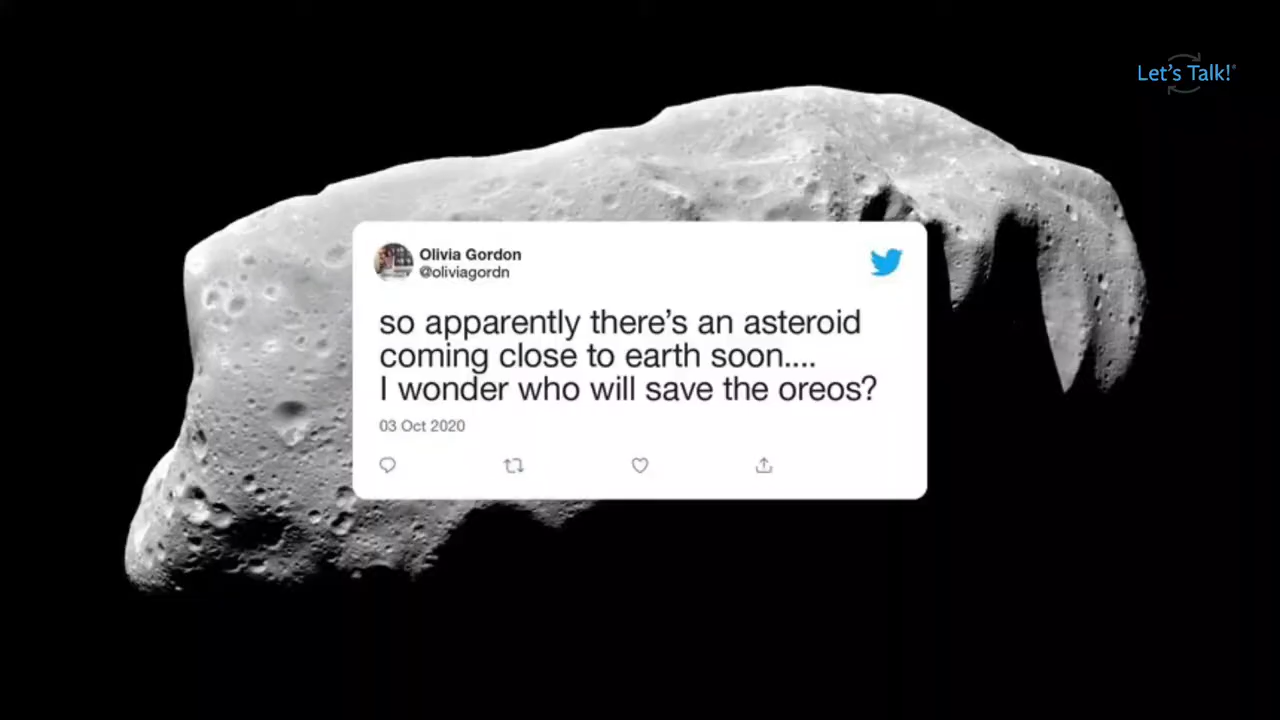 Let's Talk!
Olivia Gordon
@oliviagordn
so apparently there's an asteroid
coming close to earth soon....
I wonder who will save the oreos?
03 Oct 2020